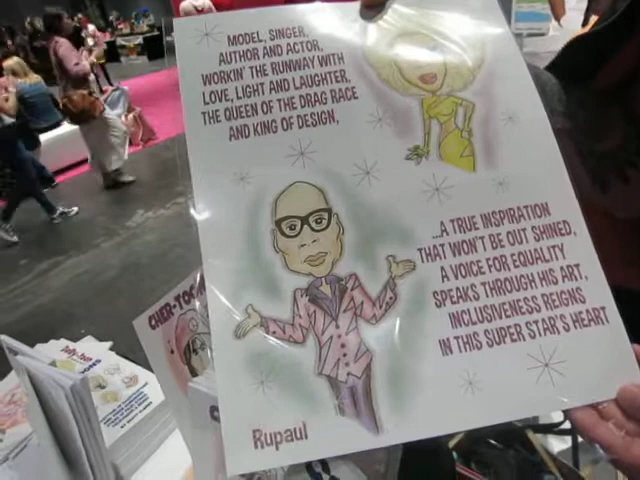 MODEL, SINGER,
AUTHOR AND ACTOR,
WORKIN' THE RUNWAY WITH
LOVE, LIGHT AND LAUGHTER,
THE QUEEN OF THE DRAG RACE
AND KING OF DESIGN,
...A TRUE INSPIRATION
THAT WON'T BE OUT SHINED,
A VOICE FOR EQUALITY
SPEAKS THROUGH HIS ART,
INCLUSIVENESS REIGNS
IN THIS SUPER STAR'S HEART
Rupaul
CHER-TOO